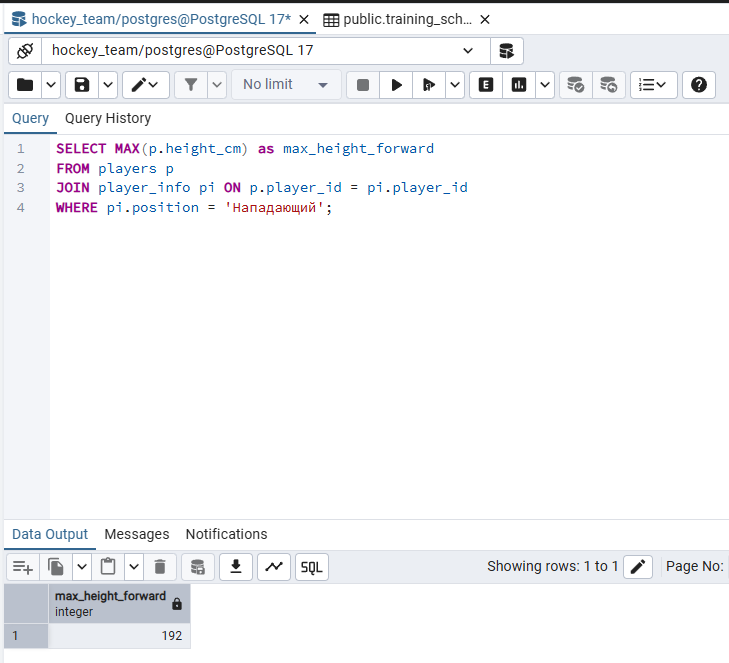 hockey_team/postgres@PostgreSQL 17* public.training_sch...
hockey_team/postgres@PostgreSQL 17
No limit
Query Query History
1 SELECT MAX(p.height_cm) as max_height_forward
2 FROM players p
3 JOIN player_info pi ON p.player_id = pi.player_id
4 WHERE pi.position = 'Нападающий';
Data Output Messages Notifications
SQL Showing rows: 1 to 1 Page No:
max_height_forward
integer
1 192